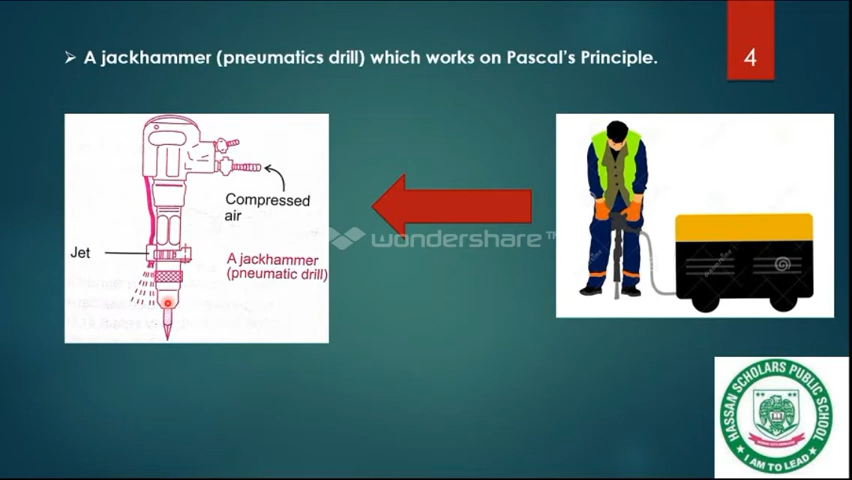 A jackhammer (pneumatics drill) which works on Pascal's Principle.
4
Compressed
air
Jet
A jackhammer
(pneumatic drill)
wondershare™
HASSAN SCHOLARS PUBLIC SCHOOL
★ I AM TO LEAD ★